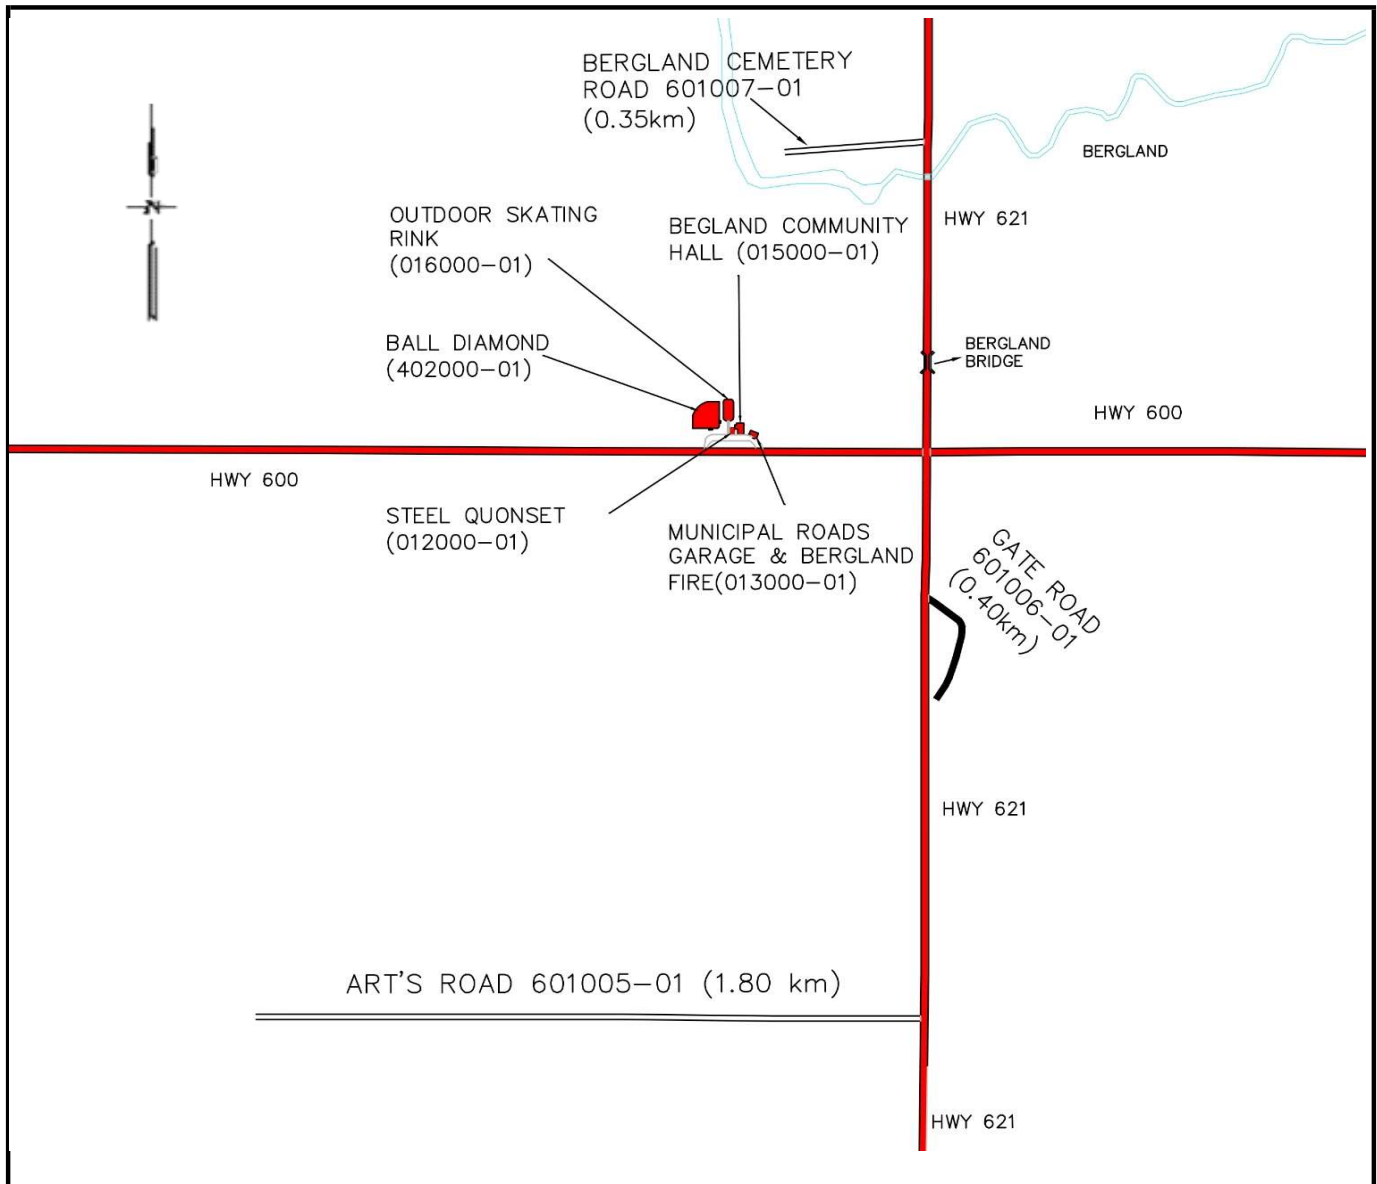 BERGLAND CEMETERY
ROAD 601007-01
(0.35km)
BERGLAND
N
OUTDOOR SKATING
RINK
(016000-01)
BEGLAND COMMUNITY
HALL (015000-01)
HWY 621
BALL DIAMOND
(402000-01)
BERGLAND
BRIDGE
HWY 600
HWY 600
STEEL QUONSET
(012000-01)
MUNICIPAL ROADS
GARAGE & BERGLAND
FIRE(013000-01)
GATE ROAD
601006-01
(0.40km)
HWY 621
ART'S ROAD 601005-01 (1.80 km)
HWY 621